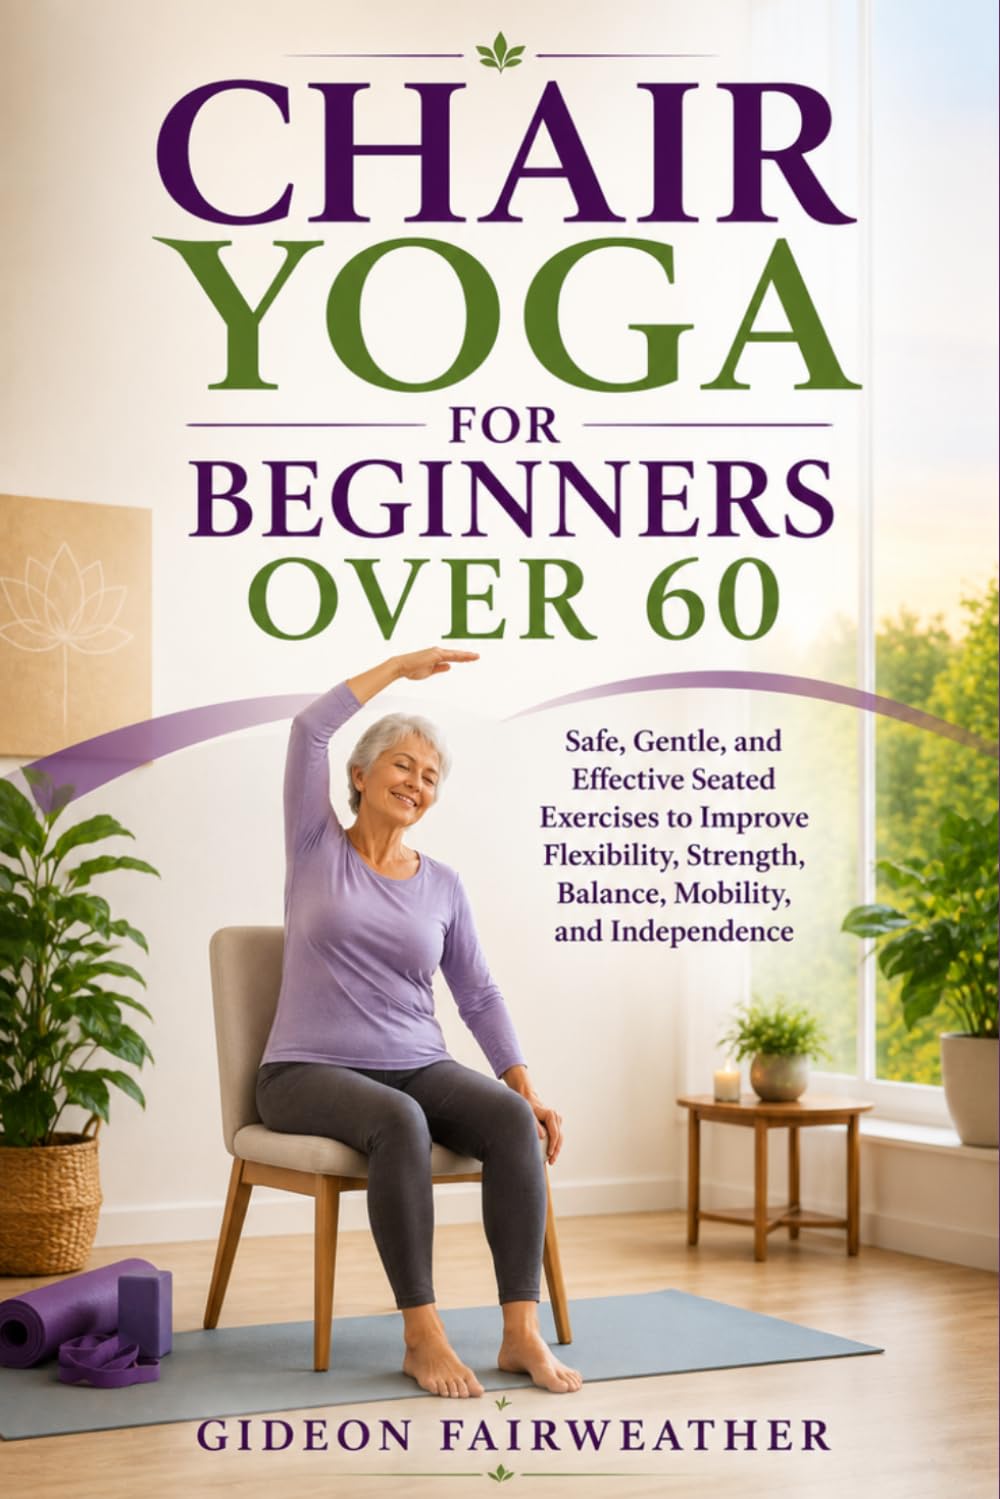 CHAIR
YOGA
FOR
BEGINNERS
OVER 60
Safe, Gentle, and
Effective Seated
Exercises to Improve
Flexibility, Strength,
Balance, Mobility,
and Independence
GIDEON FAIRWEATHER